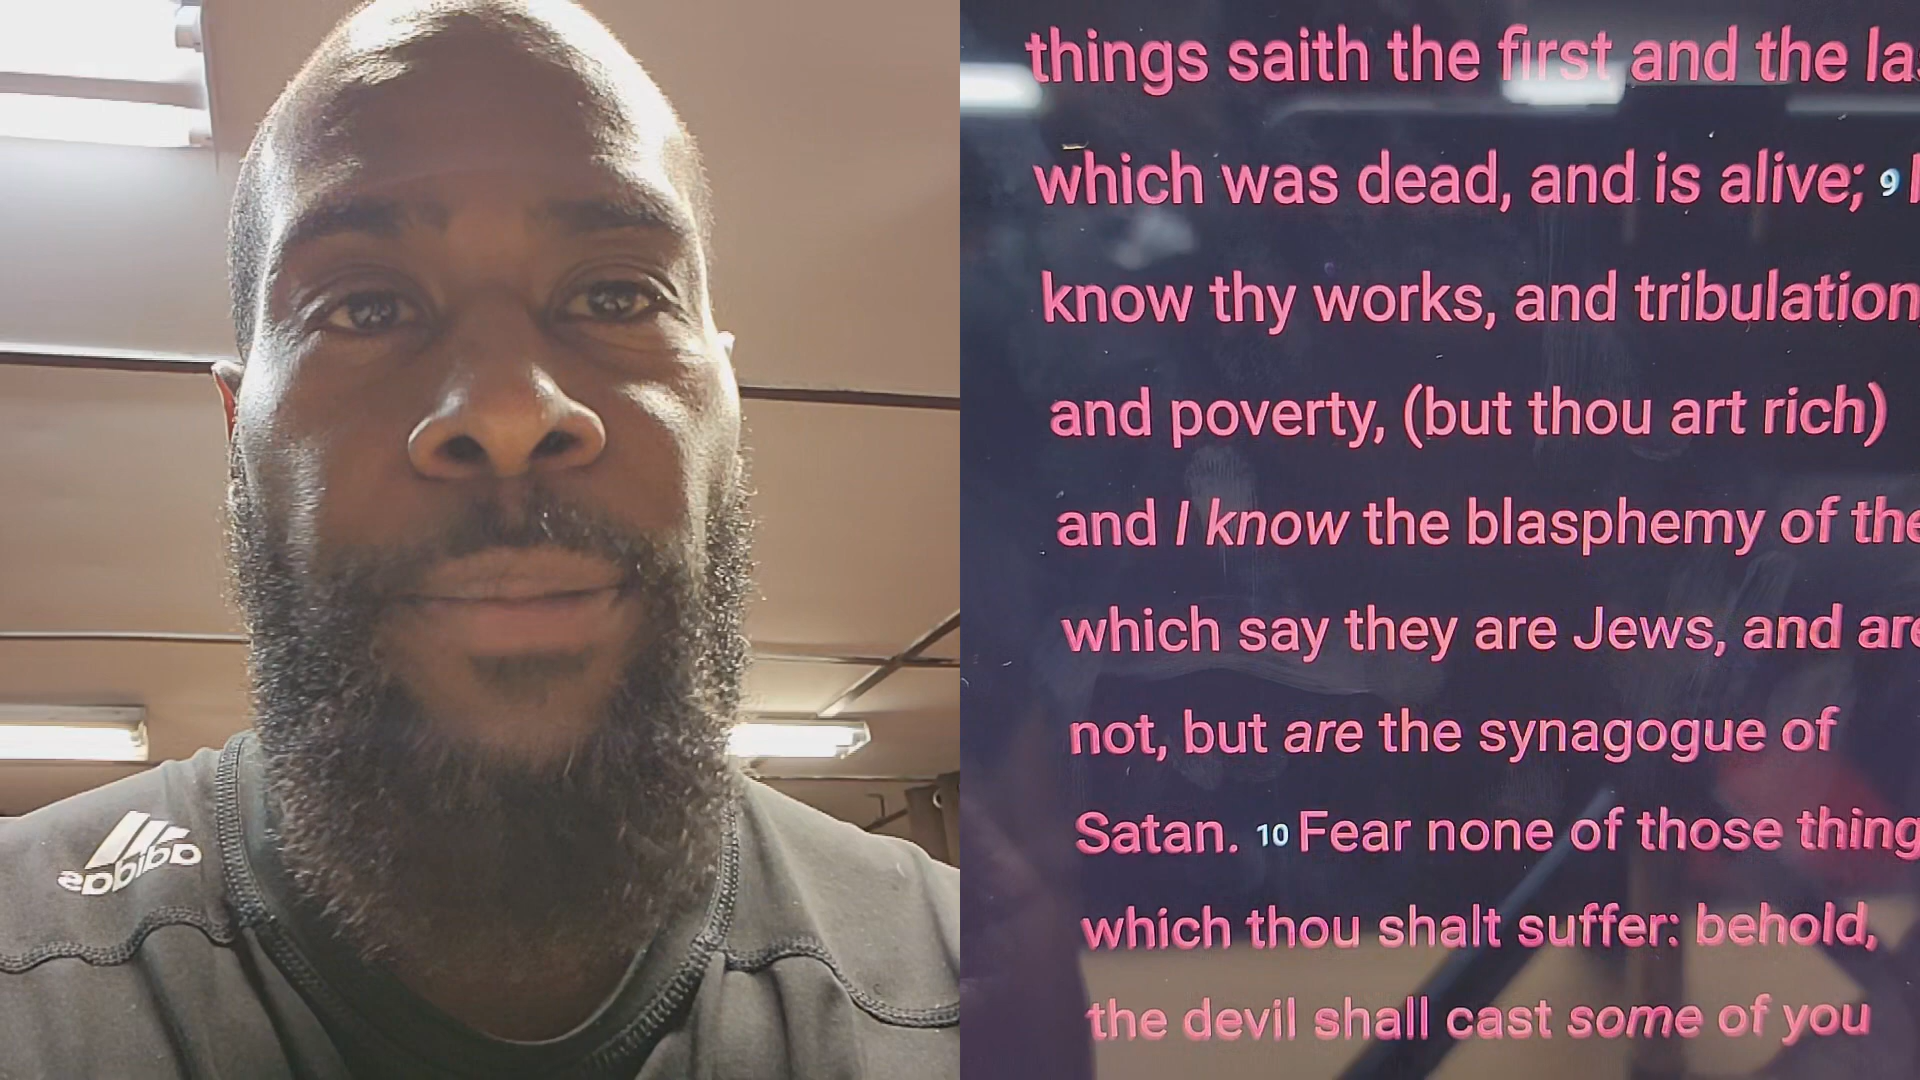 adidas
things saith the first and the
which was dead, and is alive; 9
know thy works, and tribulation
and poverty, (but thou art rich)
and I know the blasphemy of
which say they are Jews, and
not, but are the synagogue of
Satan. 10 Fear none of those
which thou shalt suffer: behold,
the devil shall cast some of you